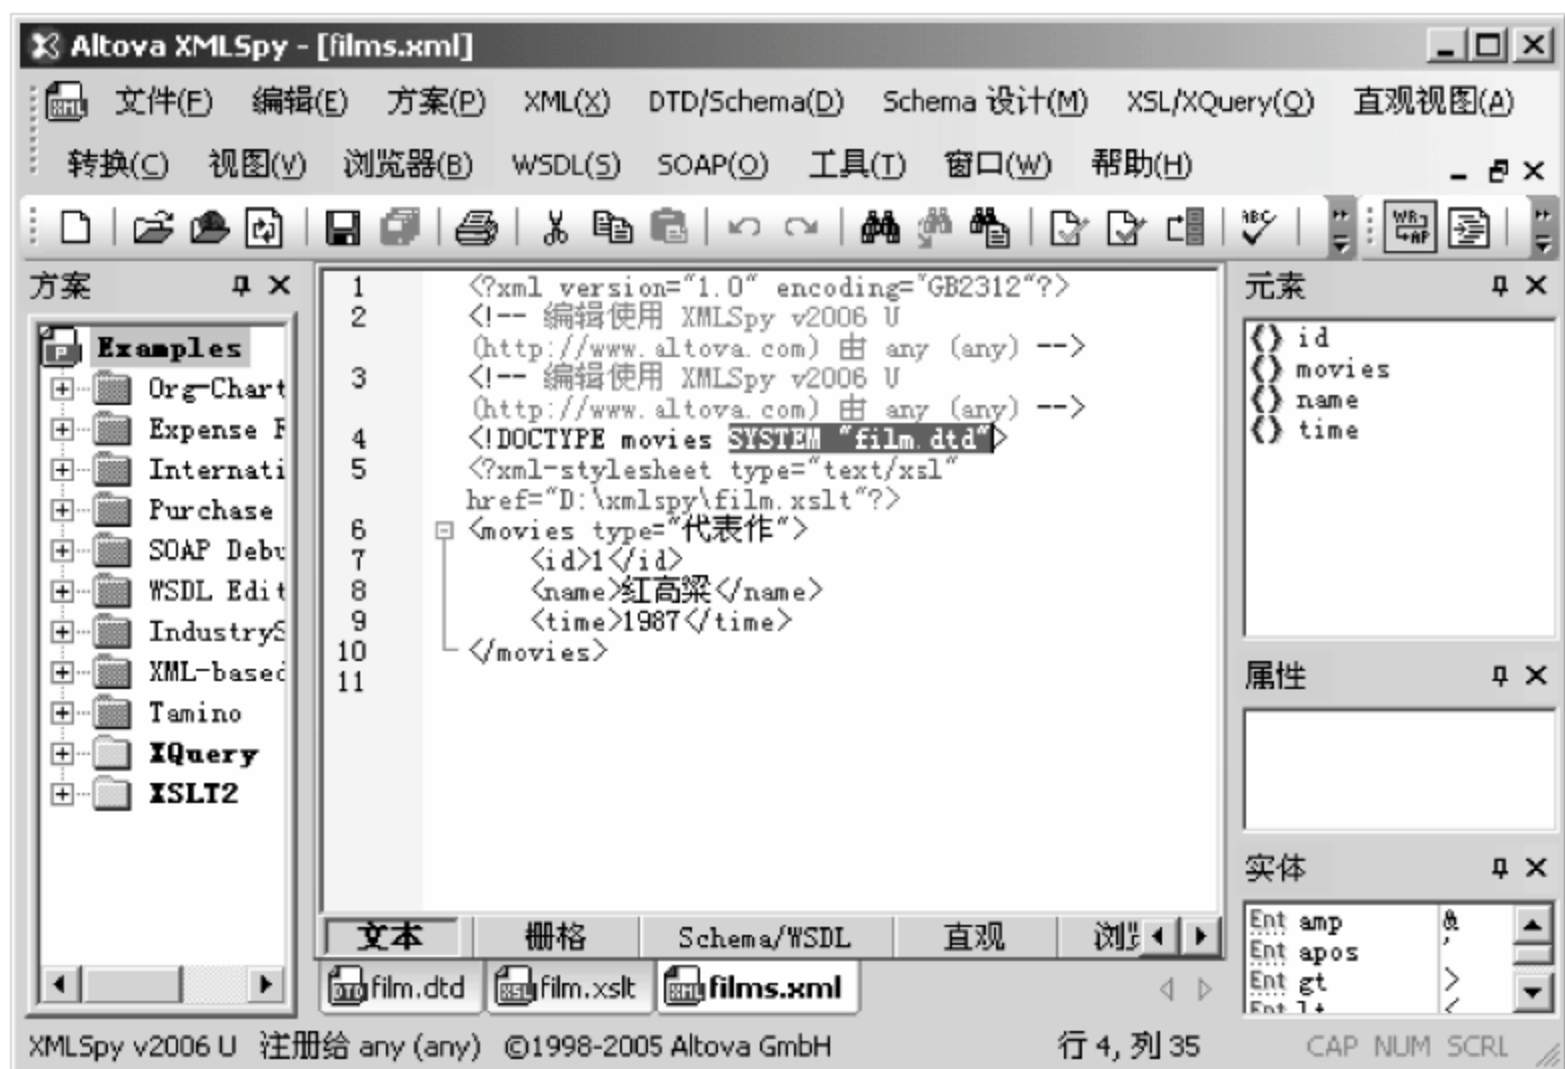 Altova XMLSpy - [films.xml]
文件(F) 编辑(E) 方案(P) XML(X) DTD/Schema(D) Schema 设计(M) XSL/XQuery(Q) 直观视图(A)
转换(C) 视图(V) 浏览器(B) WSDL(S) SOAP(O) 工具(T) 窗口(W) 帮助(H)
方案
Examples
Org-Chart
Expense F
Internati
Purchase
SOAP Debu
WSDL Edit
IndustryS
XML-based
Tamino
XQuery
XSLT2
1 <?xml version="1.0" encoding="GB2312"?>
2 <!-- 编辑使用 XMLSpy v2006 U
(http://www.altova.com) 由 any (any) -->
3 <!-- 编辑使用 XMLSpy v2006 U
(http://www.altova.com) 由 any (any) -->
4 <!DOCTYPE movies SYSTEM "film.dtd">
5 <?xml-stylesheet type="text/xsl"
href="D:\xmlspy\film.xslt"?>
6 <movies type="代表作">
7 <id>1</id>
8 <name>红高粱</name>
9 <time>1987</time>
10 </movies>
11
文本 栅格 Schema/WSDL 直观 浏览
film.dtd film.xslt films.xml
元素
id
movies
name
time
属性
实体
Ent amp &
Ent apos '
Ent gt >
Ent lt <
XMLSpy v2006 U 注册给 any (any) ©1998-2005 Altova GmbH 行 4, 列 35 CAP NUM SCRL